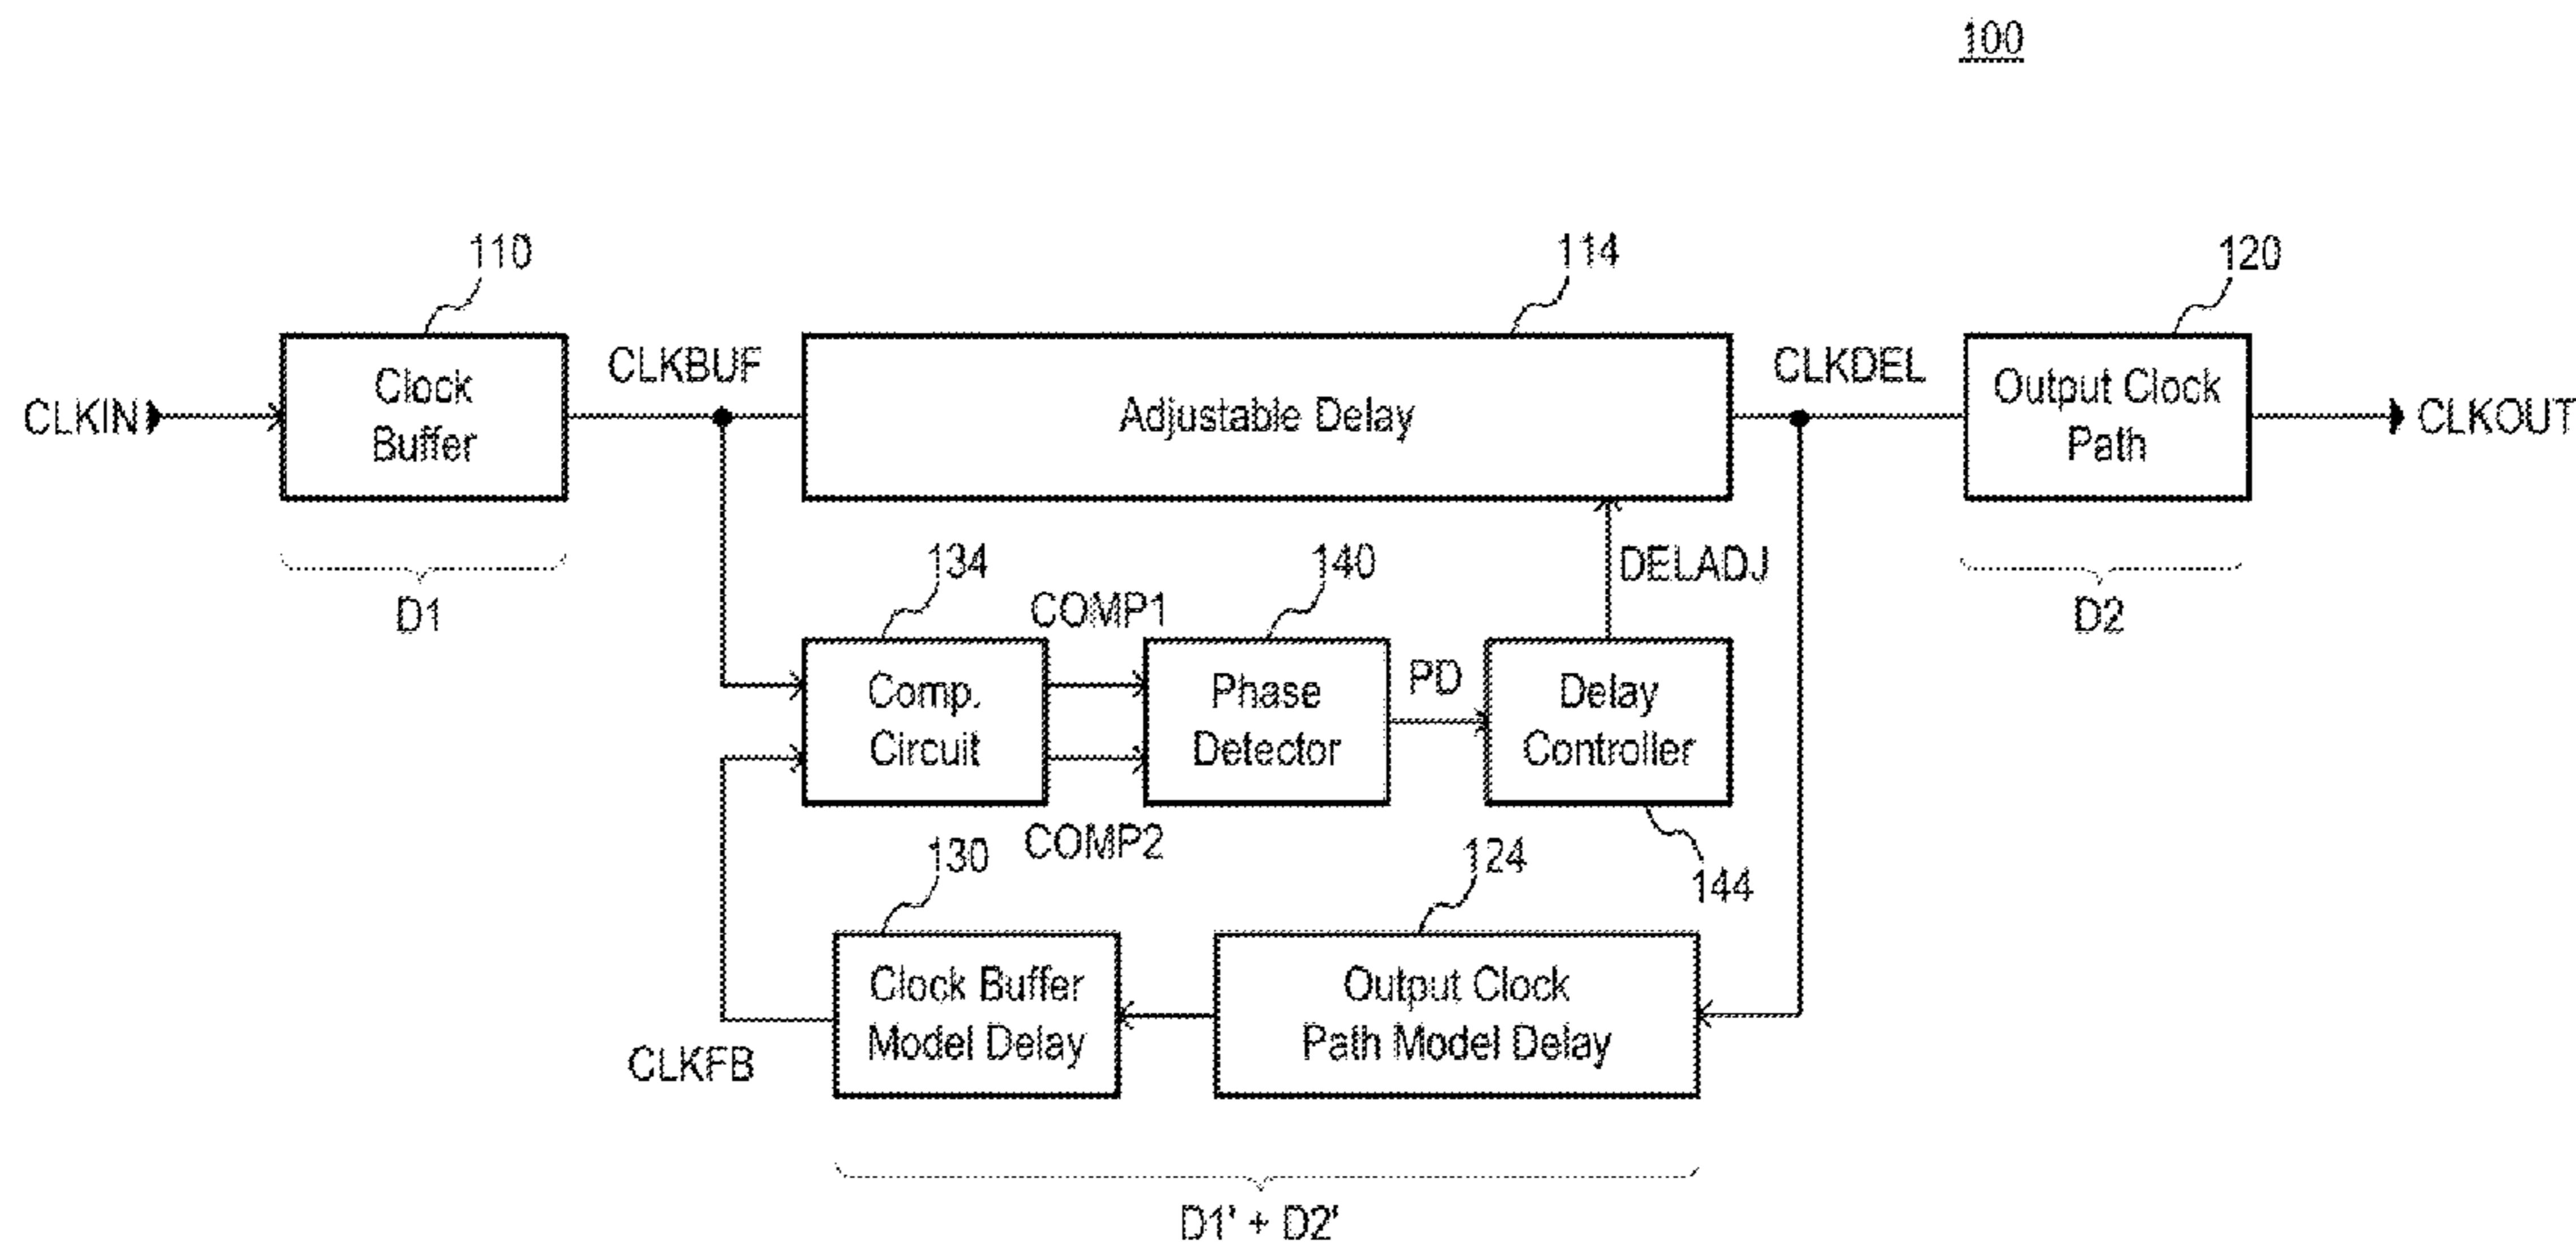 100
110
114
120
CLKIN
Clock
Buffer
CLKBUF
Adjustable Delay
CLKDEL
Output Clock
Path
CLKOUT
D1
134
COMP1
140
DELADJ
D2
Comp.
Circuit
Phase
Detector
PD
Delay
Controller
COMP2
130
124
144
Clock Buffer
Model Delay
Output Clock
Path Model Delay
CLKFB
D1' + D2'